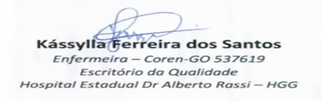 Kássylla Ferreira dos Santos
Enfermeira – Coren-GO 537619
Escritório da Qualidade
Hospital Estadual Dr Alberto Rassi – HGG